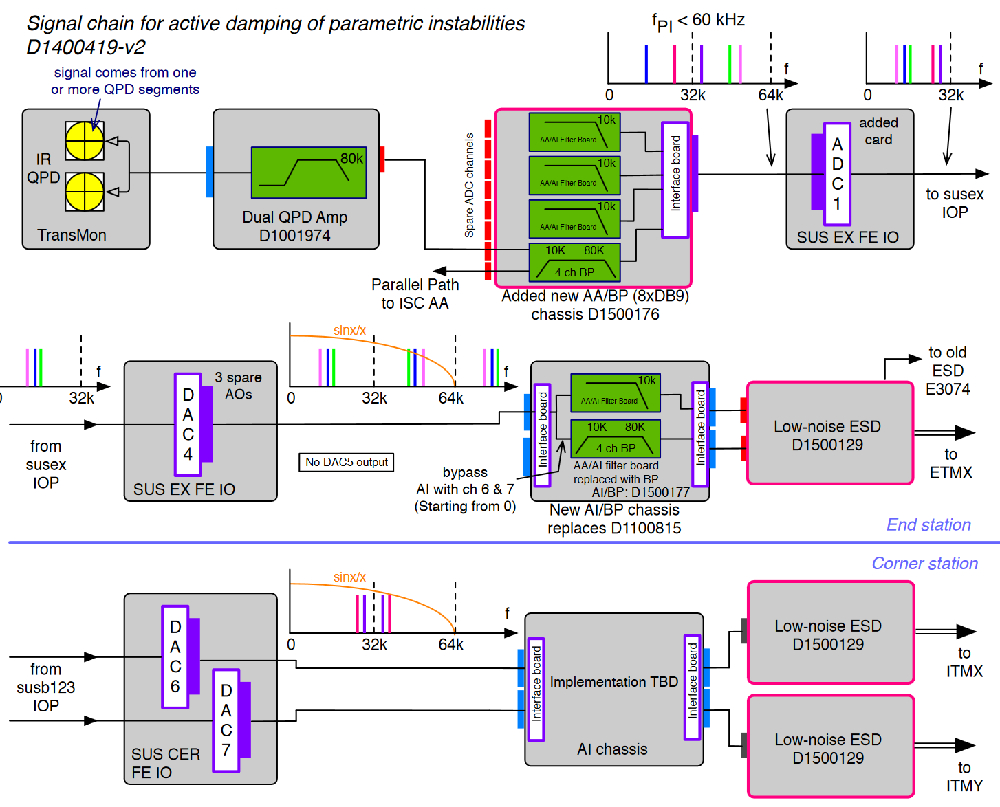 Signal chain for active damping of parametric instabilities
D1400419-v2
signal comes from one
or more QPD segments
IR
QPD
TransMon
80k
Dual QPD Amp
D1001974
Spare ADC channels
10k
AA/AI Filter Board
10k
AA/AI Filter Board
10k
AA/AI Filter Board
10K 80K
4 ch BP
Interface board
Parallel Path
to ISC AA
Added new AA/BP (8xDB9)
chassis D1500176
fPI < 60 kHz
f
0 32k 64k
f
0 32k
A
D
C
1
added
card
SUS EX FE IO
to susex
IOP
f
0 32k
from
susex
IOP
D
A
C
4
3 spare
AOs
SUS EX FE IO
sinx/x
f
0 32k 64k
No DAC5 output
bypass
AI with ch 6 & 7
(Starting from 0)
Interface board
10k
AA/AI Filter Board
10K 80K
4 ch BP
AA/AI filter board
replaced with BP
AI/BP: D1500177
Interface board
New AI/BP chassis
replaces D1100815
to old
ESD
E3074
Low-noise ESD
D1500129
to
ETMX
End station
Corner station
from
susb123
IOP
D
A
C
6
D
A
C
7
SUS CER
FE IO
sinx/x
f
0 32k 64k
Interface board
Implementation TBD
Interface board
AI chassis
Low-noise ESD
D1500129
to
ITMX
Low-noise ESD
D1500129
to
ITMY